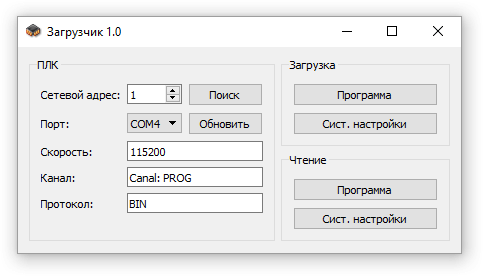 Загрузчик 1.0
ПЛК
Сетевой адрес: 1 Поиск
Порт: COM4 Обновить
Скорость: 115200
Канал: Canal: PROG
Протокол: BIN
Загрузка
Программа
Сист. настройки
Чтение
Программа
Сист. настройки